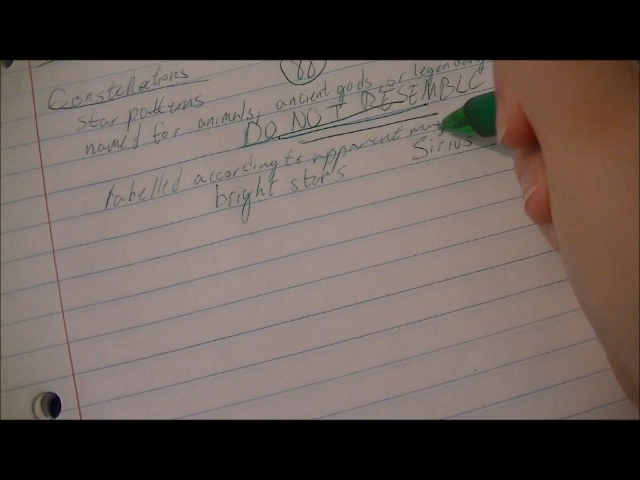 88
Constellations
star patterns
named for animals, ancient gods, or legendary
DO NOT RESEMBLE
labelled according to apparent
bright stars Sirius